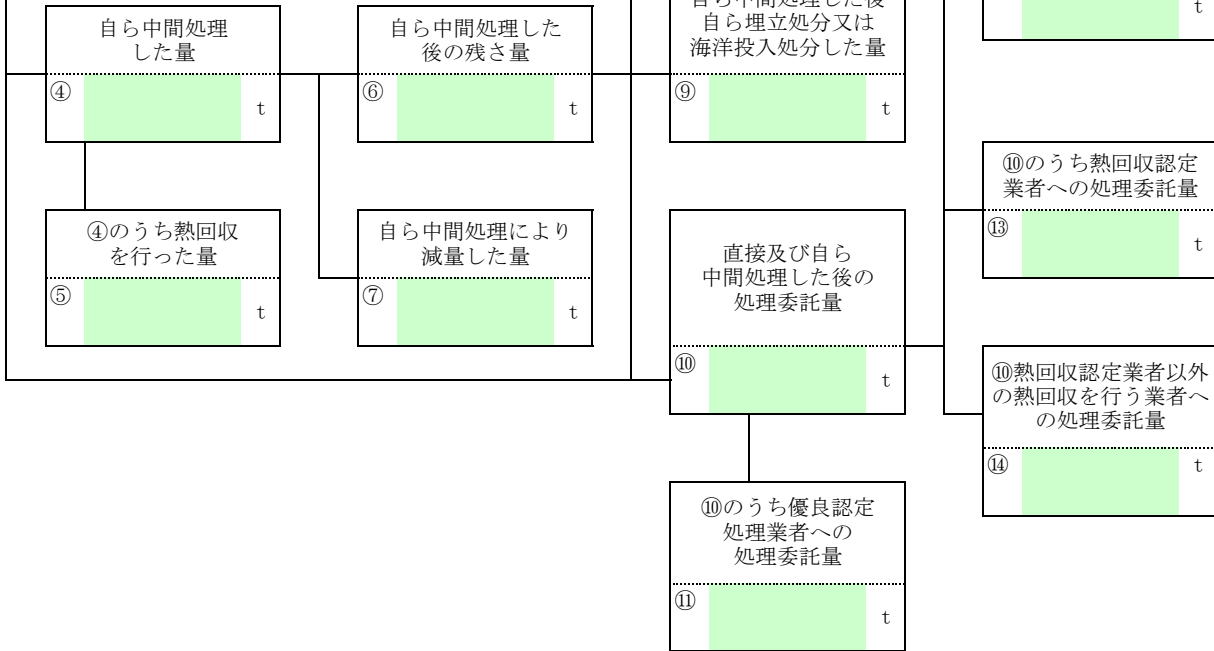 自ら中間処理した後
自ら埋立処分又は
海洋投入処分した量
⑨
t
t
自ら中間処理
した量
④
t
自ら中間処理した
後の残さ量
⑥
t
④のうち熱回収
を行った量
⑤
t
自ら中間処理により
減量した量
⑦
t
直接及び自ら
中間処理した後の
処理委託量
⑩
t
⑩のうち熱回収認定
業者への処理委託量
⑬
t
⑩熱回収認定業者以外
の熱回収を行う業者へ
の処理委託量
⑭
t
⑩のうち優良認定
処理業者への
処理委託量
⑪
t